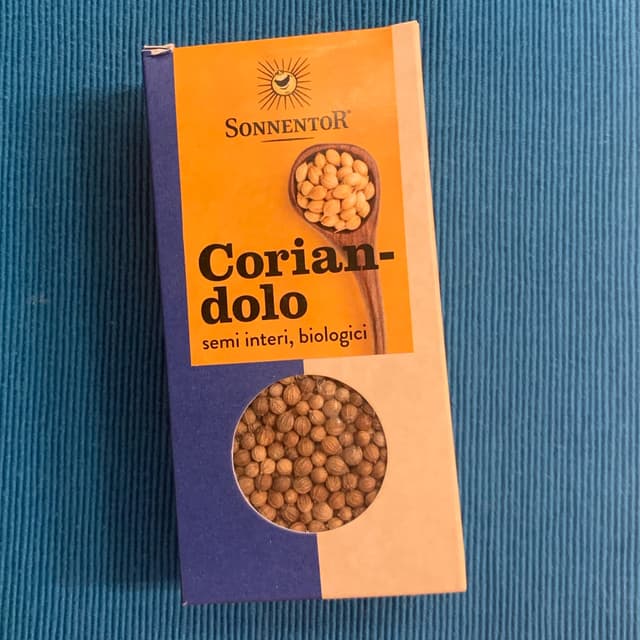 SONNENTOR®
Corian-
dolo
semi interi, biologici